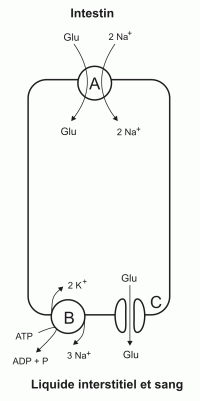 Intestin
Glu 2 Na+
A
Glu 2 Na+
2 K+
Glu
C
B
ATP
3 Na+
Glu
ADP + P
Liquide interstitiel et sang